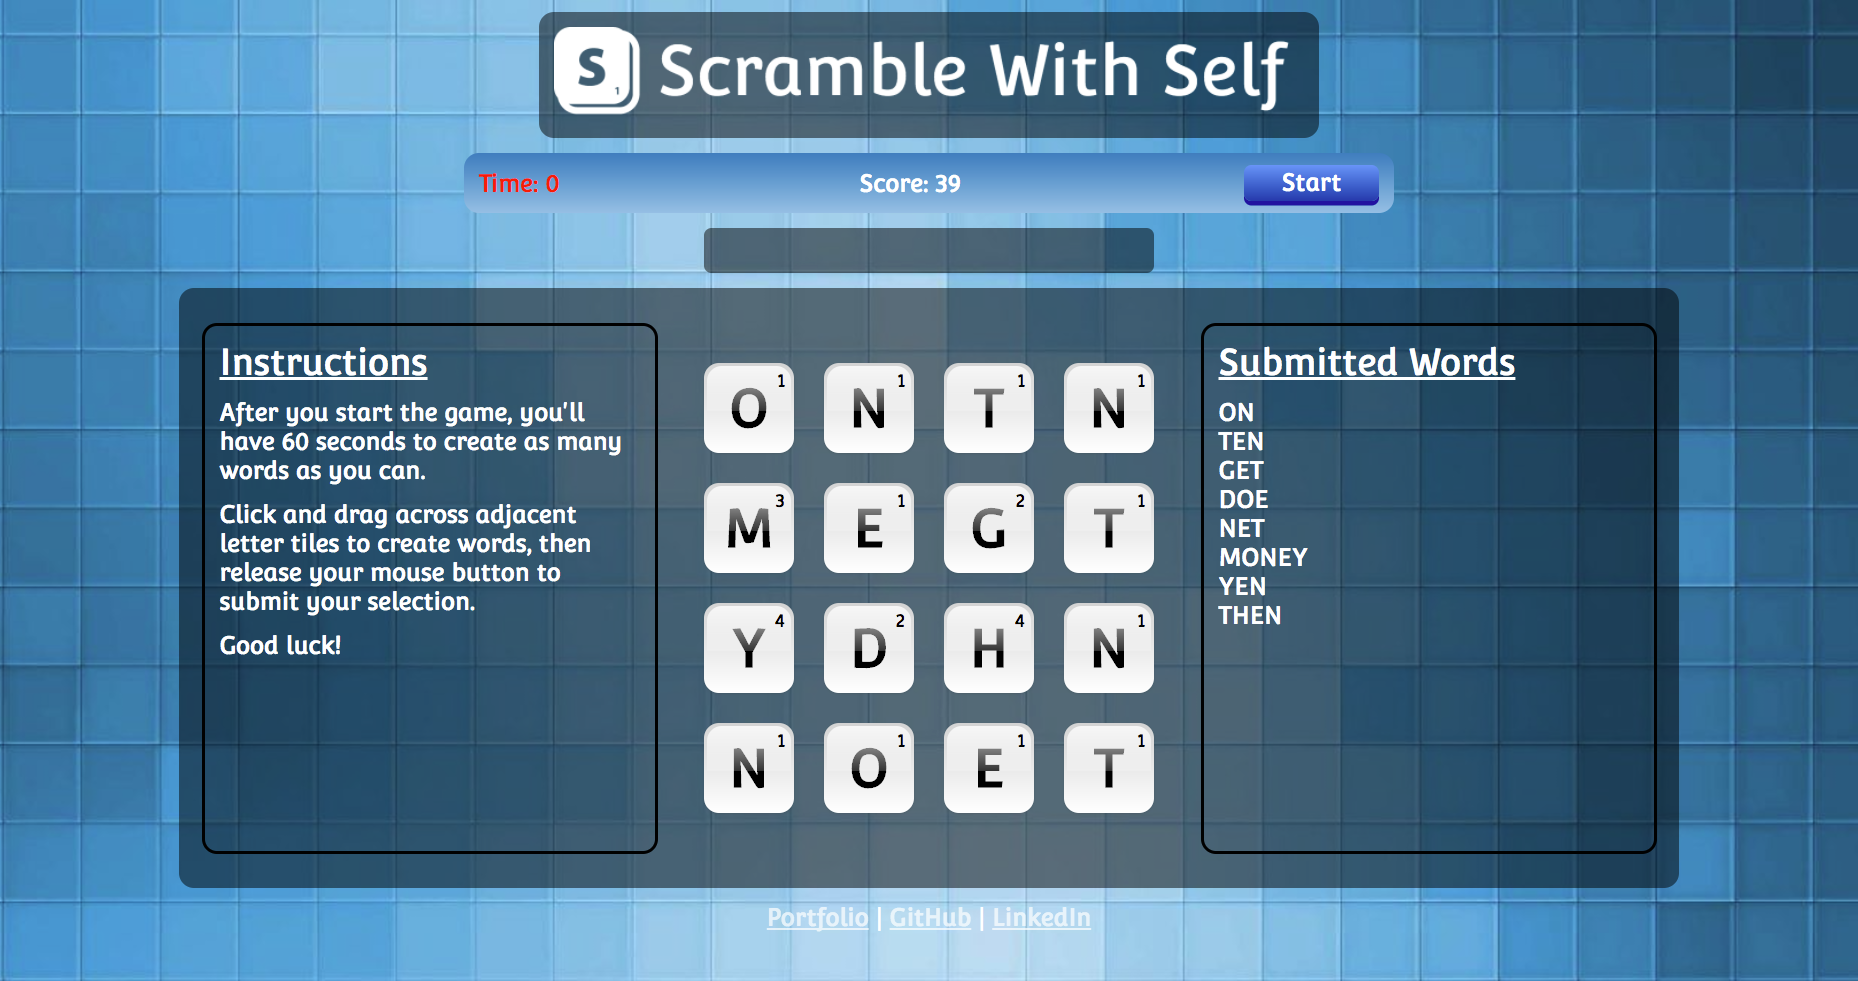 S
1
Scramble With Self
Time: 0
Score: 39
Start
Instructions
After you start the game, you'll
have 60 seconds to create as many
words as you can.
Click and drag across adjacent
letter tiles to create words, then
release your mouse button to
submit your selection.
Good luck!
O 1 N 1 T 1 N 1
M 3 E 1 G 2 T 1
Y 4 D 2 H 4 N 1
N 1 O 1 E 1 T 1
Submitted Words
ON
TEN
GET
DOE
NET
MONEY
YEN
THEN
Portfolio | GitHub | LinkedIn